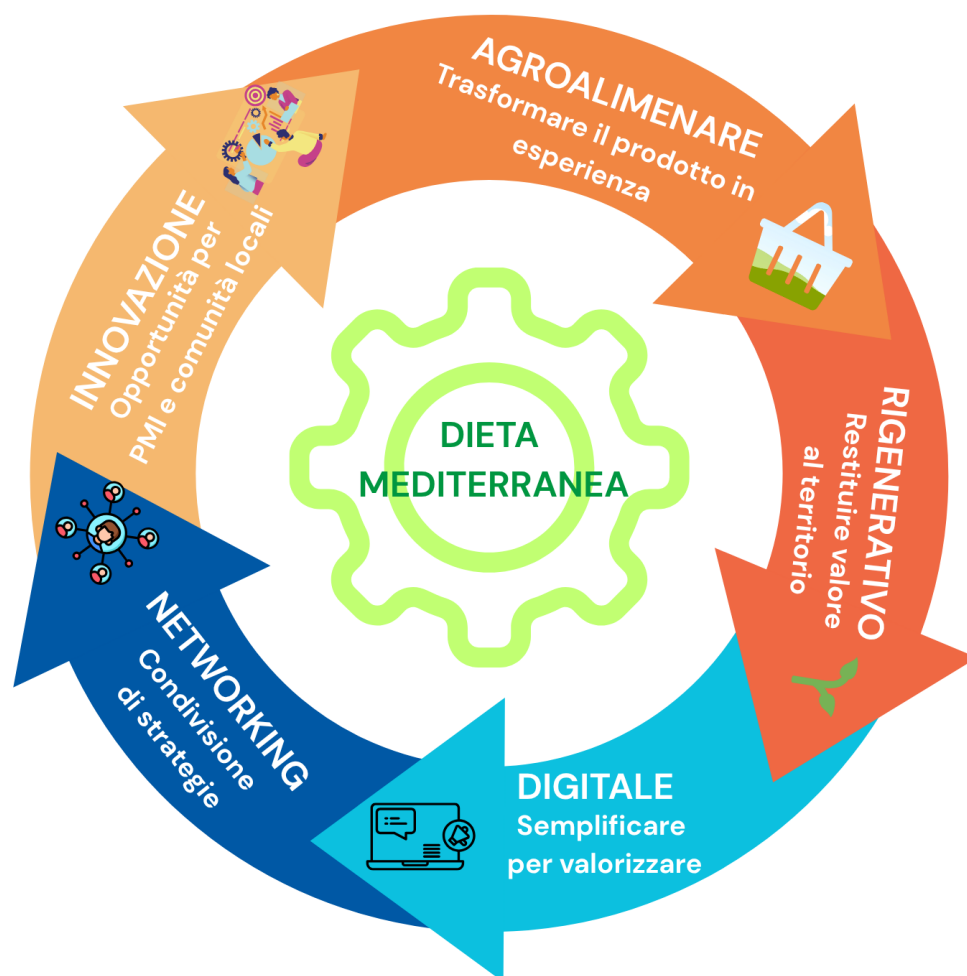 AGROALIMENARE
Trasformare il prodotto in
esperienza
RIGENERATIVO
Restituire valore
al territorio
DIGITALE
Semplificare
per valorizzare
NETWORKING
Condivisione
di strategie
INNOVAZIONE
Opportunità per
PMI e comunità locali
DIETA
MEDITERRANEA